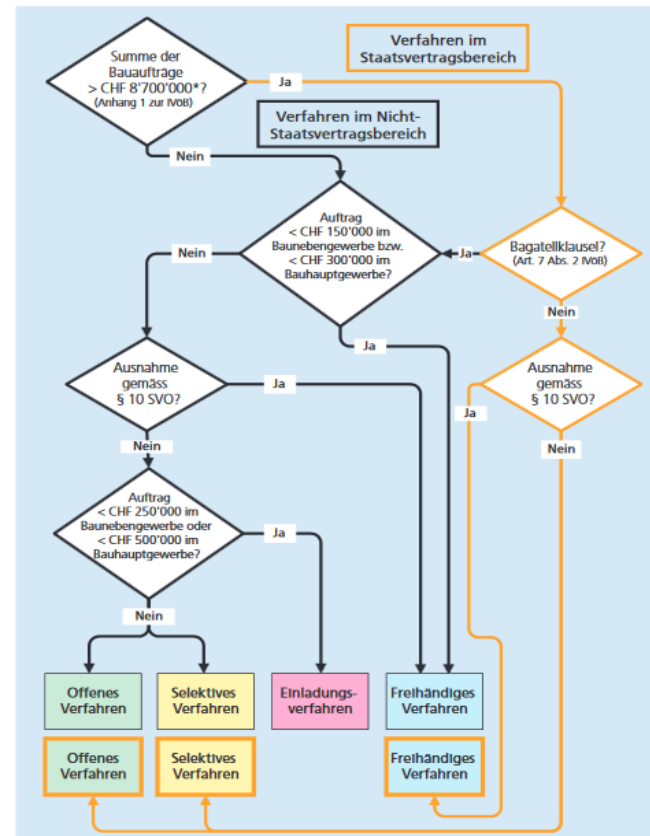 Summe der
Bauaufträge
> CHF 8'700'000*?
(Anhang 1 zur IVöB)
Ja
Verfahren im
Staatsvertragsbereich
Verfahren im Nicht-
Staatsvertragsbereich
Nein
Auftrag
< CHF 150'000 im
Baunebengewerbe bzw.
< CHF 300'000 im
Bauhauptgewerbe?
Nein
Ja
Bagatellklausel?
(Art. 7 Abs. 2 IVöB)
Nein
Ja
Ausnahme
gemäss
§ 10 SVO?
Ja
Ausnahme
gemäss
§ 10 SVO?
Ja
Nein
Nein
Auftrag
< CHF 250'000 im
Baunebengewerbe oder
< CHF 500'000 im
Bauhauptgewerbe?
Ja
Nein
Offenes
Verfahren
Selektives
Verfahren
Einladungs-
verfahren
Freihändiges
Verfahren
Offenes
Verfahren
Selektives
Verfahren
Freihändiges
Verfahren